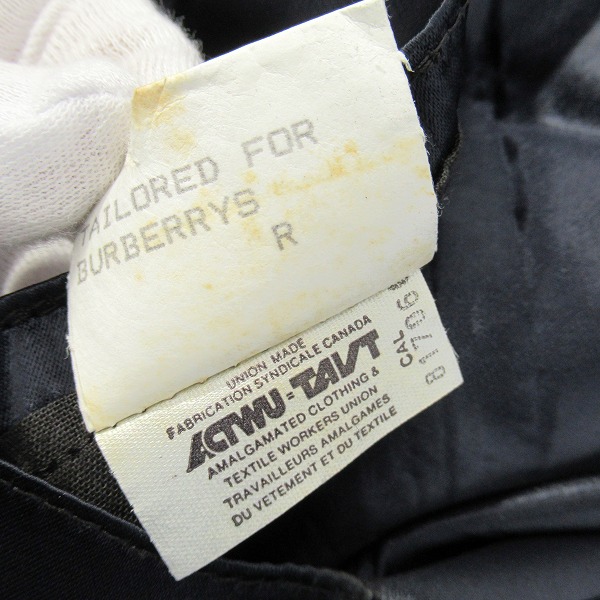 TAILORED FOR
BURBERRYS
R
UNION MADE
FABRICATION SYNDICALE CANADA
ACTWU = TAVT
AMALGAMATED CLOTHING &
TEXTILE WORKERS UNION
TRAVAILLEURS AMALGAMES
DU VETEMENT ET DU TEXTILE
CAL